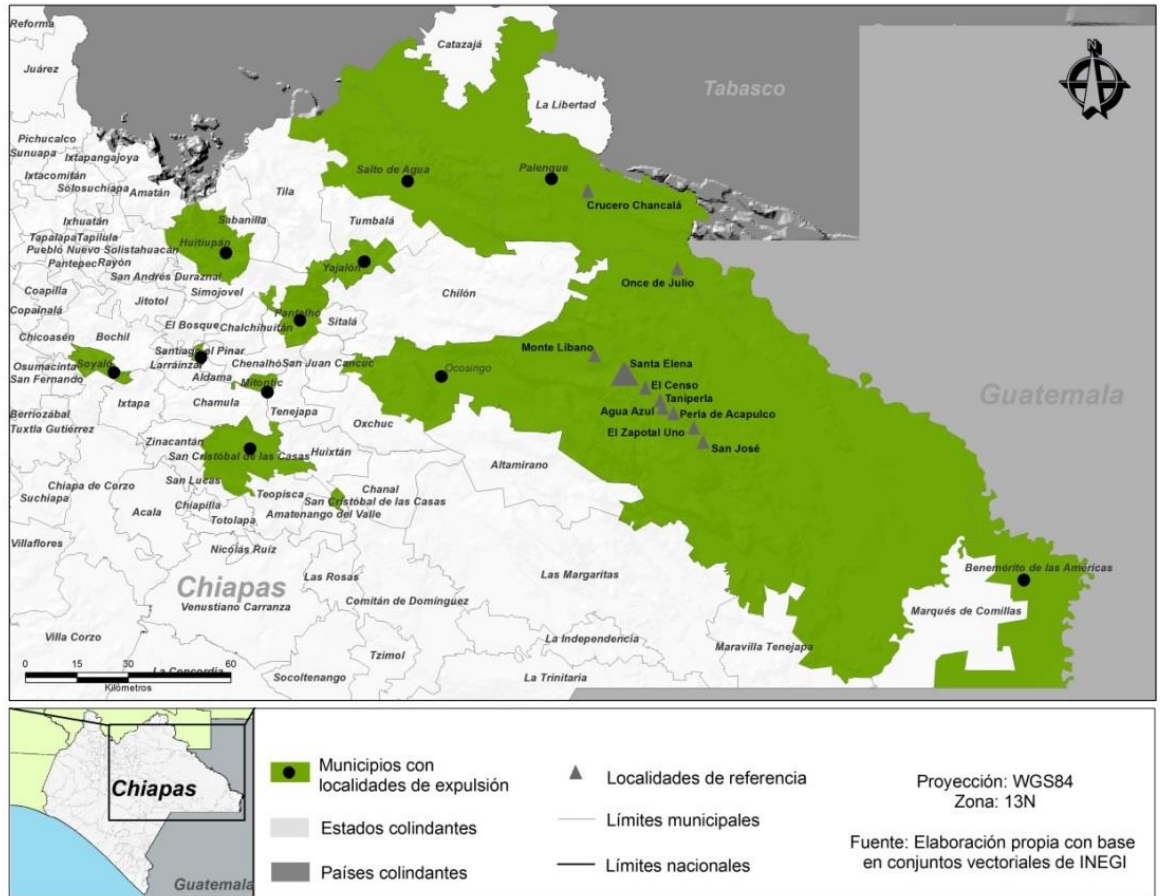 Reforma
Juárez
Catazajá
La Libertad
Tabasco
N
Pichucalco
Sunuapa
Ixtapangajoya
Ixtacomitán
Solosuchiapa
Amatán
Salto de Agua
Palenque
Crucero Chancalá
Tila
Tumbalá
Sabanilla
Huitiupán
Ixhuatán
Tapalapa
Tapilula
Pueblo Nuevo Solistahuacán
Pantepec
Rayón
San Andrés Duraznal
Simojovel
Yajalón
Chilón
Once de Julio
Coapilla
Copainalá
Jitotol
Pantelhó
Sitalá
El Bosque
Chalchihuitán
Chicoasén
Bochil
Santiago el Pinar
Larráinzar
Chenalhó
San Juan Cancuc
Soyaló
Osumacinta
San Fernando
Aldama
Mitontic
Ocosingo
Monte Líbano
Santa Elena
El Censo
Taniperla
Agua Azul
Perla de Acapulco
El Zapotal Uno
San José
Guatemala
Ixtapa
Chamula
Tenejapa
Berriozábal
Tuxtla Gutiérrez
Oxchuc
Zinacantán
San Cristóbal de las Casas
Huixtán
Altamirano
Chiapa de Corzo
Suchiapa
San Lucas
Teopisca
Chanal
San Cristóbal de las Casas
Chiapilla
Amatenango del Valle
Acala
Totolapa
Villaflores
Nicolás Ruíz
Las Rosas
Las Margaritas
Benemérito de las Américas
Chiapas
Venustiano Carranza
Comitán de Domínguez
Marqués de Comillas
Villa Corzo
La Independencia
Maravilla Tenejapa
Tzimol
La Concordia
Socoltenango
La Trinitaria
0 15 30 60
Kilómetros
Chiapas
Guatemala
Municipios con
localidades de expulsión
Estados colindantes
Países colindantes
Localidades de referencia
Límites municipales
Límites nacionales
Proyección: WGS84
Zona: 13N
Fuente: Elaboración propia con base
en conjuntos vectoriales de INEGI